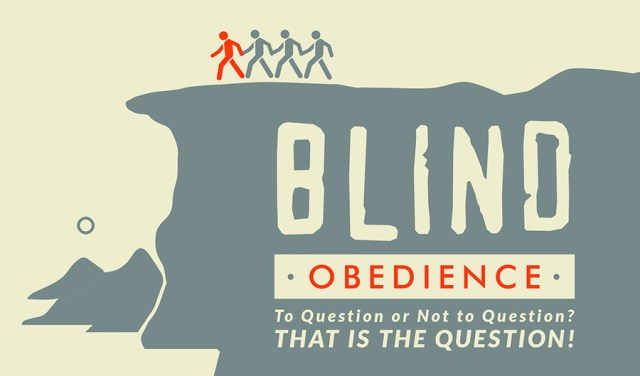 BLIND
• OBEDIENCE •
To Question or Not to Question?
THAT IS THE QUESTION!